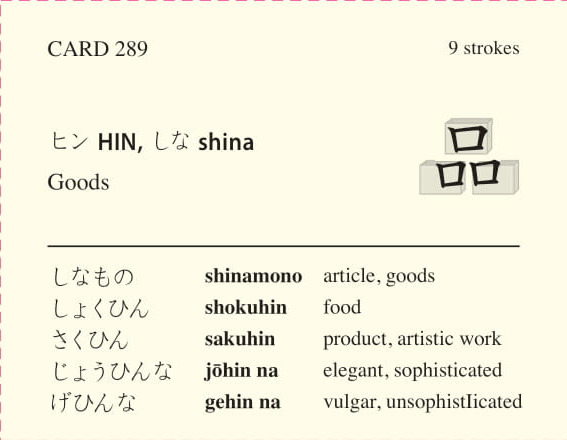 CARD 289 9 strokes
ヒン HIN, しな shina
Goods
品
しなもの shinamono article, goods
しょくひん shokuhin food
さくひん sakuhin product, artistic work
じょうひんな jōhin na elegant, sophisticated
げひんな gehin na vulgar, unsophistIicated